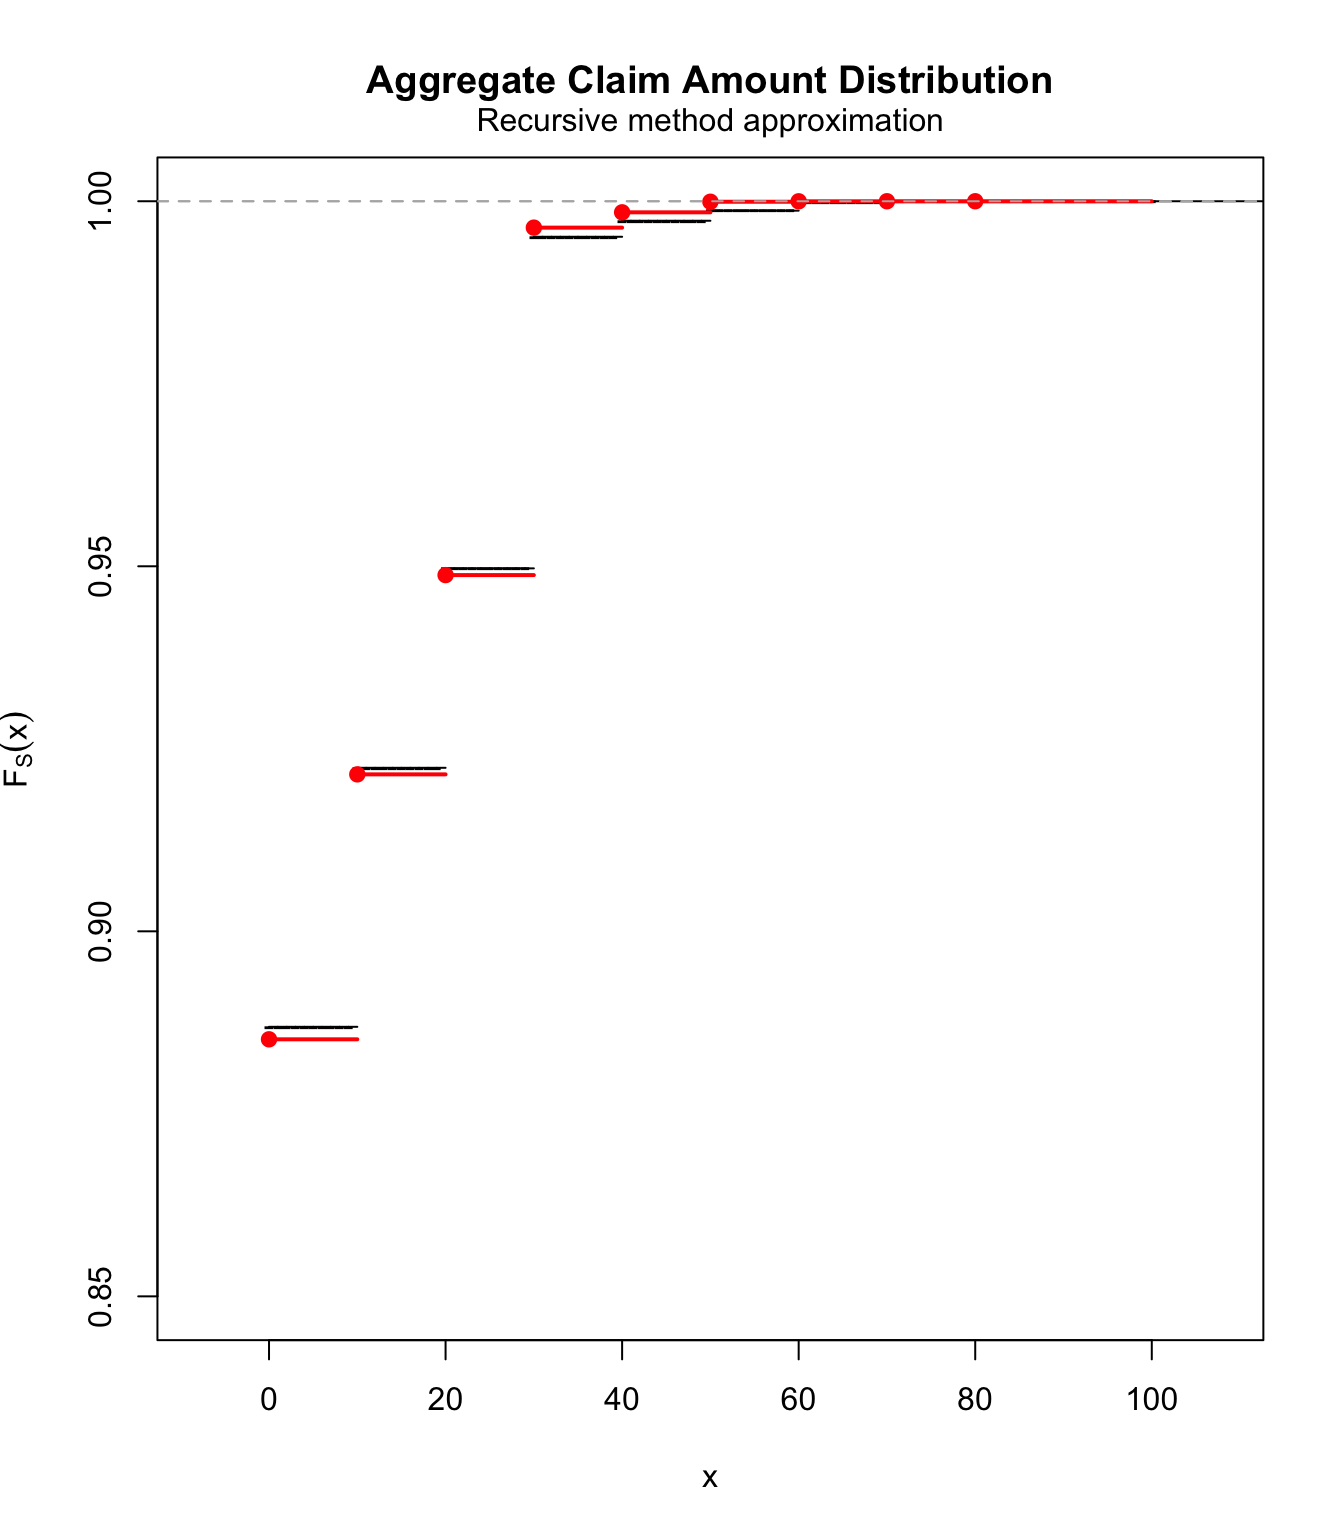 Aggregate Claim Amount Distribution
Recursive method approximation
1.00
0.95
0.90
0.85
F_S(x)
0 20 40 60 80 100
x